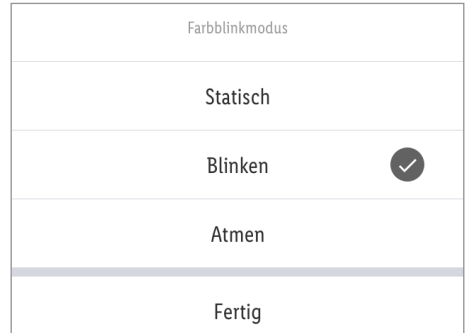 Farbblinkmodus
Statisch
Blinken
Atmen
Fertig